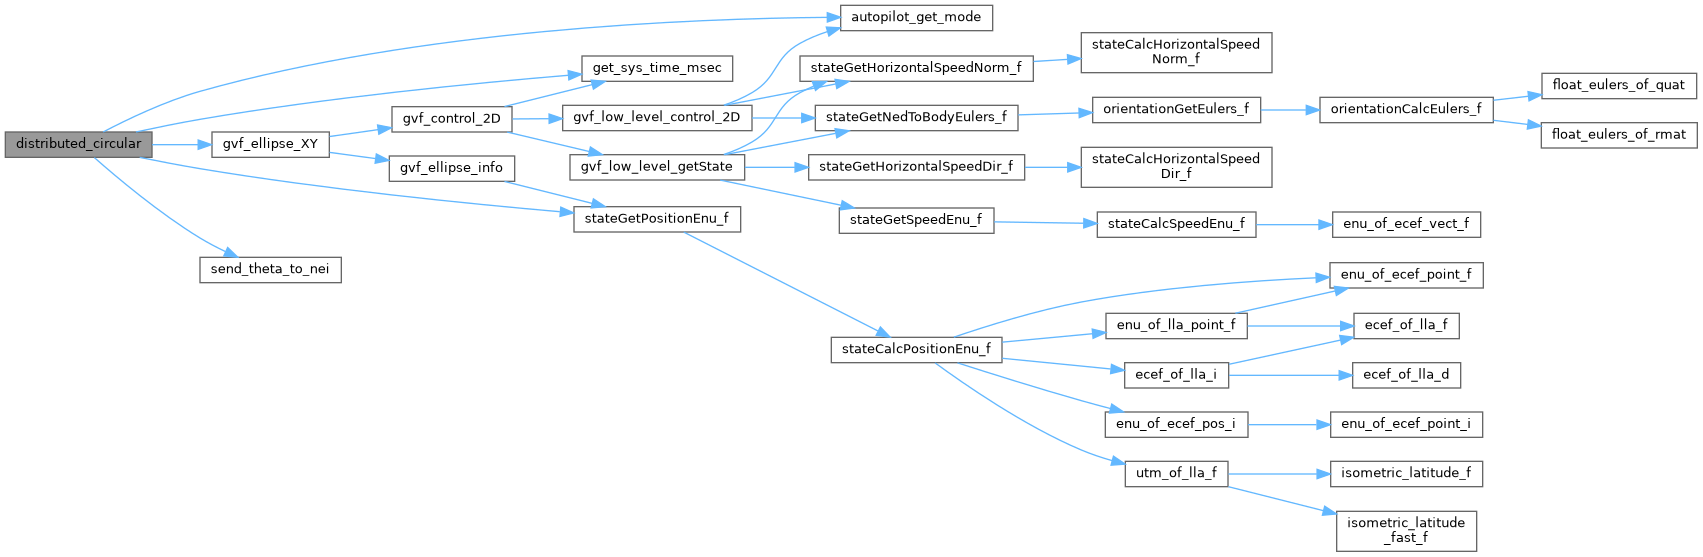 distributed_circular
gvf_ellipse_XY
send_theta_to_nei
gvf_control_2D
gvf_ellipse_info
get_sys_time_msec
gvf_low_level_control_2D
gvf_low_level_getState
stateGetPositionEnu_f
autopilot_get_mode
stateGetHorizontalSpeedNorm_f
stateGetNedToBodyEulers_f
stateGetHorizontalSpeedDir_f
stateGetSpeedEnu_f
stateCalcPositionEnu_f
stateCalcHorizontalSpeed
Norm_f
orientationGetEulers_f
stateCalcHorizontalSpeed
Dir_f
stateCalcSpeedEnu_f
enu_of_lla_point_f
ecef_of_lla_i
enu_of_ecef_pos_i
utm_of_lla_f
orientationCalcEulers_f
enu_of_ecef_vect_f
enu_of_ecef_point_f
ecef_of_lla_f
ecef_of_lla_d
enu_of_ecef_point_i
isometric_latitude_f
isometric_latitude
_fast_f
float_eulers_of_quat
float_eulers_of_rmat